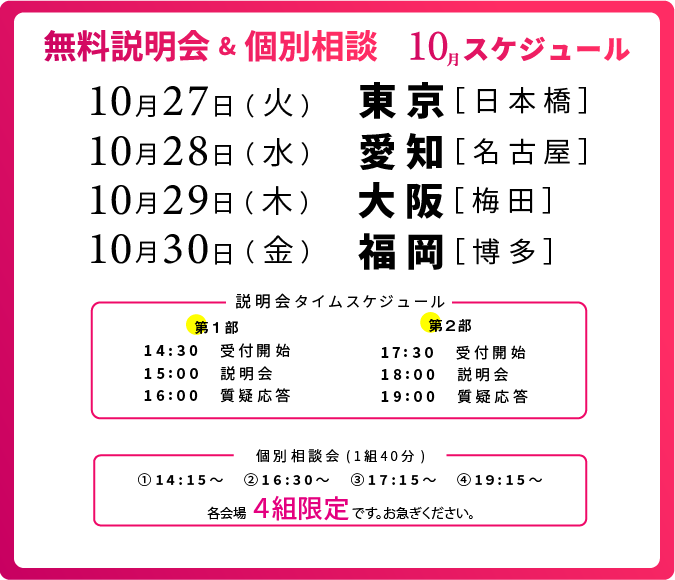 無料説明会 & 個別相談 10月スケジュール
10月27日(火) 東京[日本橋]
10月28日(水) 愛知[名古屋]
10月29日(木) 大阪[梅田]
10月30日(金) 福岡[博多]
説明会タイムスケジュール
第1部 第2部
14:30 受付開始 17:30 受付開始
15:00 説明会 18:00 説明会
16:00 質疑応答 19:00 質疑応答
個別相談会(1組40分)
①14:15〜 ②16:30〜 ③17:15〜 ④19:15〜
各会場 4組限定です。お急ぎください。